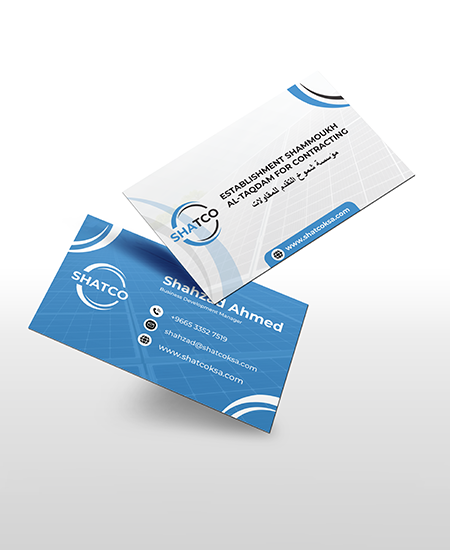 ESTABLISHMENT SHAMMOUKH
AL-TAQDAM FOR CONTRACTING
مؤسسة شموخ التقدم للمقاولات
SHATCO
www.shatcoksa.com
SHATCO
Shahzad Ahmed
Business Development Manager
+9665 3352 7519
shahzad@shatcoksa.com
www.shatcoksa.com